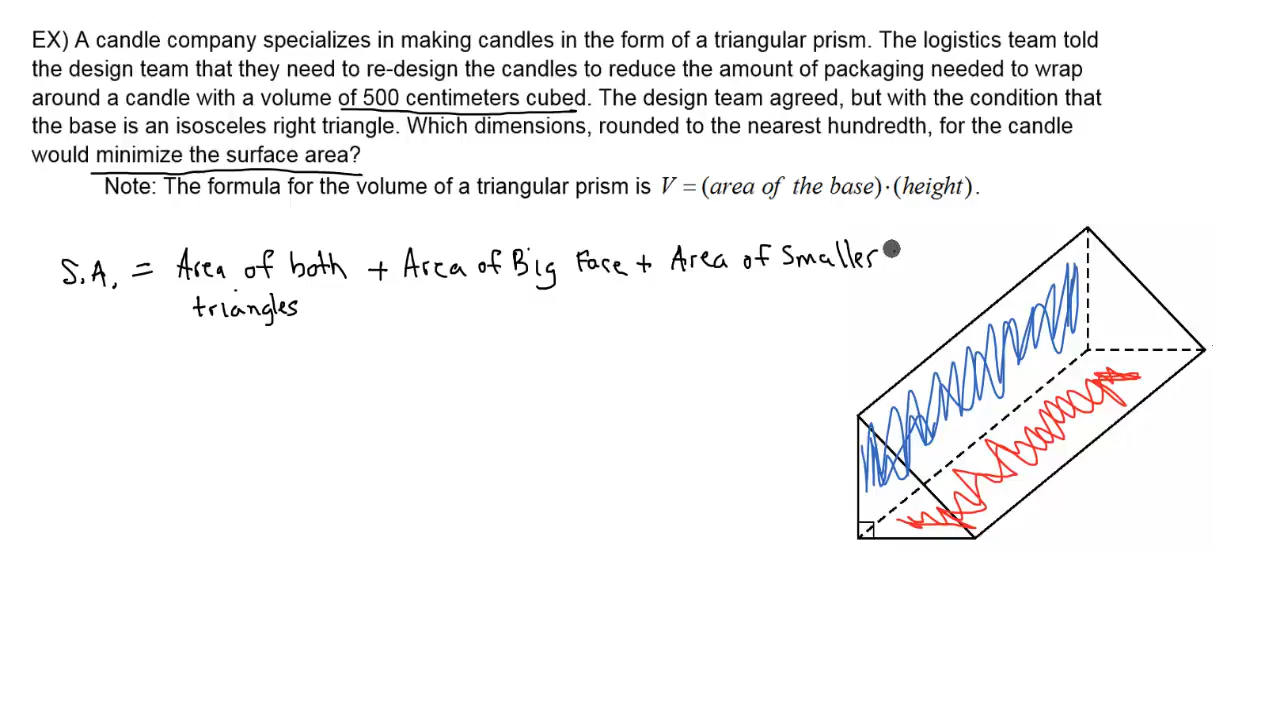 EX) A candle company specializes in making candles in the form of a triangular prism. The logistics team told
the design team that they need to re-design the candles to reduce the amount of packaging needed to wrap
around a candle with a volume of 500 centimeters cubed. The design team agreed, but with the condition that
the base is an isosceles right triangle. Which dimensions, rounded to the nearest hundredth, for the candle
would minimize the surface area?
Note: The formula for the volume of a triangular prism is V = (area of the base)·(height).
S.A. = Area of both + Area of Big Face + Area of Smaller
triangles